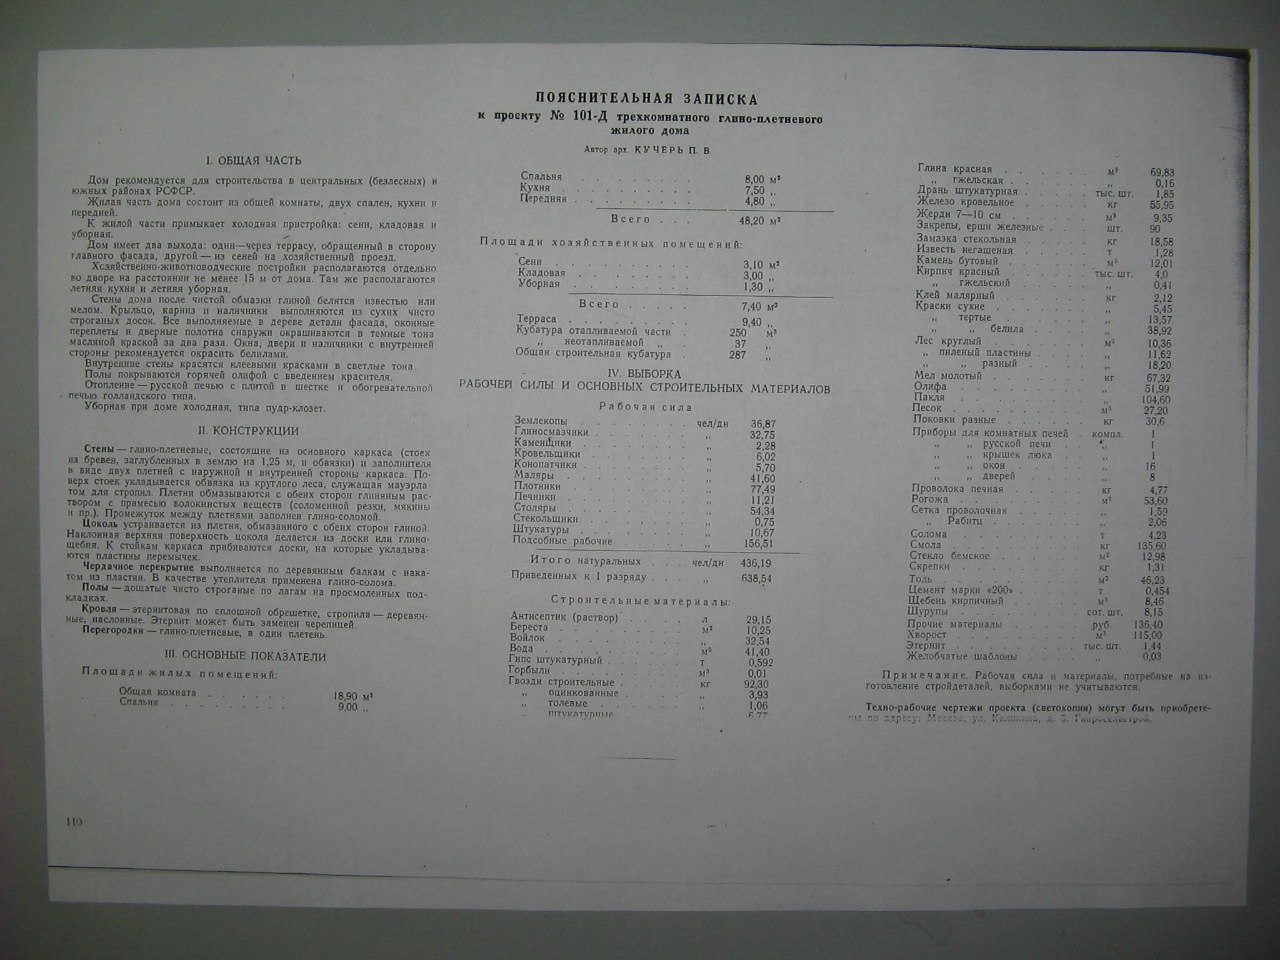 ПОЯСНИТЕЛЬНАЯ ЗАПИСКА
к проекту № 101-Д трехкомнатного глино-плетневого
жилого дома
Автор арх. КУЧЕРЬ П. В.
I. ОБЩАЯ ЧАСТЬ
Дом рекомендуется для строительства в центральных (безлесных) и
южных районах РСФСР.
Жилая часть дома состоит из общей комнаты, двух спален, кухни и
передней.
К жилой части примыкает холодная пристройка: сени, кладовая и
уборная.
Дом имеет два выхода: один—через террасу, обращенный в сторону
главного фасада, другой—из сеней на хозяйственный проезд.
Хозяйственно-животноводческие постройки располагаются отдельно
во дворе на расстоянии не менее 15 м от дома. Там же располагаются
летняя кухня и летняя уборная.
Стены дома после чистой обмазки глиной белятся известью или
мелом. Крыльцо, карниз и наличники выполняются из сухих чисто
строганых досок. Все выполняемые в дереве детали фасада, оконные
переплеты и дверные полотна снаружи окрашиваются в темные тона
масляной краской за два раза. Окна, двери и наличники с внутренней
стороны рекомендуется окрасить белилами.
Внутренние стены красятся клеевыми красками в светлые тона.
Полы покрываются горячей олифой с введением красителя.
Отопление—русской печью с плитой в шестке и обогревательной
печью голландского типа.
Уборная при доме холодная, типа пудр-клозет.
II. КОНСТРУКЦИИ
Стены—глино-плетневые, состоящие из основного каркаса (стоек
из бревен, заглубленных в землю на 1,25 м, и обвязки) и заполнителя
в виде двух плетней с наружной и внутренней стороны каркаса. По-
верх стоек укладывается обвязка из круглого леса, служащая мауэрла-
том для стропил. Плетни обмазываются с обеих сторон глиняным рас-
твором с примесью волокнистых веществ (соломенной резки, мякины
и пр.). Промежуток между плетнями заполнен глино-соломой.
Цоколь устраивается из плетня, обмазанного с обеих сторон глиной.
Наклонная верхняя поверхность цоколя делается из доски или глино-
щебня. К стойкам каркаса прибиваются доски, на которые укладыва-
ются пластины перемычек.
Чердачное перекрытие выполняется по деревянным балкам с нака-
том из пластин. В качестве утеплителя применена глино-солома.
Полы—дощатые чисто строганые по лагам на просмоленных под-
кладках.
Кровля—этернитовая по сплошной обрешетке, стропила—деревян-
ные, наслонные. Этернит может быть заменен черепицей.
Перегородки—глино-плетневые, в один плетень.
III. ОСНОВНЫЕ ПОКАЗАТЕЛИ
Площади жилых помещений:
Общая комната . . . . . . 18,90 м²
Спальня . . . . . . 9,00 „
Спальня . . . . . . 8,00 м²
Кухня . . . . . . 7,50 „
Передняя . . . . . . 4,80 „
Всего . . . 48,20 м²
Площади хозяйственных помещений:
Сени . . . . . . 3,10 м²
Кладовая . . . . . . 3,00 „
Уборная . . . . . . 1,30 „
Всего . . . . . 7,40 м²
Терраса . . . . . . 9,40 „
Кубатура отапливаемой части . 250 м³
„ неотапливаемой „ . 37 „
Общая строительная кубатура . 287 „
IV. ВЫБОРКА
РАБОЧЕЙ СИЛЫ И ОСНОВНЫХ СТРОИТЕЛЬНЫХ МАТЕРИАЛОВ
Рабочая сила
Землекопы . . . . . чел/дн 36,87
Глиномазчики . . . . . „ 32,75
Каменщики . . . . . „ 2,28
Кровельщики . . . . . „ 6,02
Конопатчики . . . . . „ 5,70
Маляры . . . . . „ 41,60
Плотники . . . . . „ 77,49
Печники . . . . . „ 11,21
Столяры . . . . . „ 54,34
Стекольщики . . . . . „ 0,75
Штукатуры . . . . . „ 10,67
Подсобные рабочие . . . . „ 156,51
Итого натуральных . . чел/дн 436,19
Приведенных к I разряду . . . „ 638,54
Строительные материалы:
Антисептик (раствор) . . . . л 29,15
Береста . . . . . м² 10,25
Войлок . . . . . „ 32,54
Вода . . . . . м³ 41,40
Гипс штукатурный . . . . . т 0,592
Горбыли . . . . . м³ 0,01
Гвозди строительные . . . . кг 92,30
„ оцинкованные . . . . „ 3,93
„ толевые . . . . „ 1,06
„ штукатурные . . . . „ 6,77
Глина красная . . . . . м³ 69,83
„ гжельская . . . . . „ 0,16
Дрань штукатурная . . . . тыс. шт. 1,85
Железо кровельное . . . . кг 55,95
Жерди 7—10 см . . . . . м³ 9,35
Закрепы, ерши железные . . шт. 90
Замазка стекольная . . . . кг 18,58
Известь негашеная . . . . т 1,28
Камень бутовый . . . . м³ 12,01
Кирпич красный . . . . тыс. шт. 4,0
„ гжельский . . . . „ 0,41
Клей малярный . . . . кг 2,12
Краски сухие . . . . . „ 5,45
„ тертые . . . . . „ 13,57
„ „ белила . . . . „ 38,92
Лес круглый . . . . . м³ 10,36
„ пиленый пластины . . . . „ 11,62
„ „ разный . . . . „ 18,20
Мел молотый . . . . . кг 67,32
Олифа . . . . . „ 51,99
Пакля . . . . . „ 104,60
Песок . . . . . м³ 27,20
Поковки разные . . . . . кг 30,6
Приборы для комнатных печей . компл. 1
„ „ русской печи . „ 1
„ „ крышек люка . . „ 1
„ „ окон . . . „ 16
„ „ дверей . . . „ 8
Проволока печная . . . . кг 4,77
Рогожа . . . . . м² 53,60
Сетка проволочная . . . . „ 1,59
„ Рабитц . . . . „ 2,06
Солома . . . . . т 4,23
Смола . . . . . кг 135,60
Стекло бемское . . . . м² 12,98
Скрепки . . . . . кг 1,31
Толь . . . . . м² 46,23
Цемент марки «200» . . . . т 0,454
Щебень кирпичный . . . . м³ 8,46
Шурупы . . . . . сот. шт. 8,15
Прочие материалы . . . . руб. 136,40
Хворост . . . . . м³ 115,00
Этернит . . . . . тыс. шт. 1,44
Желобчатые шаблоны . . . . „ 0,03
Примечание. Рабочая сила и материалы, потребные на из-
готовление стройдеталей, выборками не учитываются.
Техно-рабочие чертежи проекта (светокопии) могут быть приобрете-
ны по адресу: Москва, ул.
110